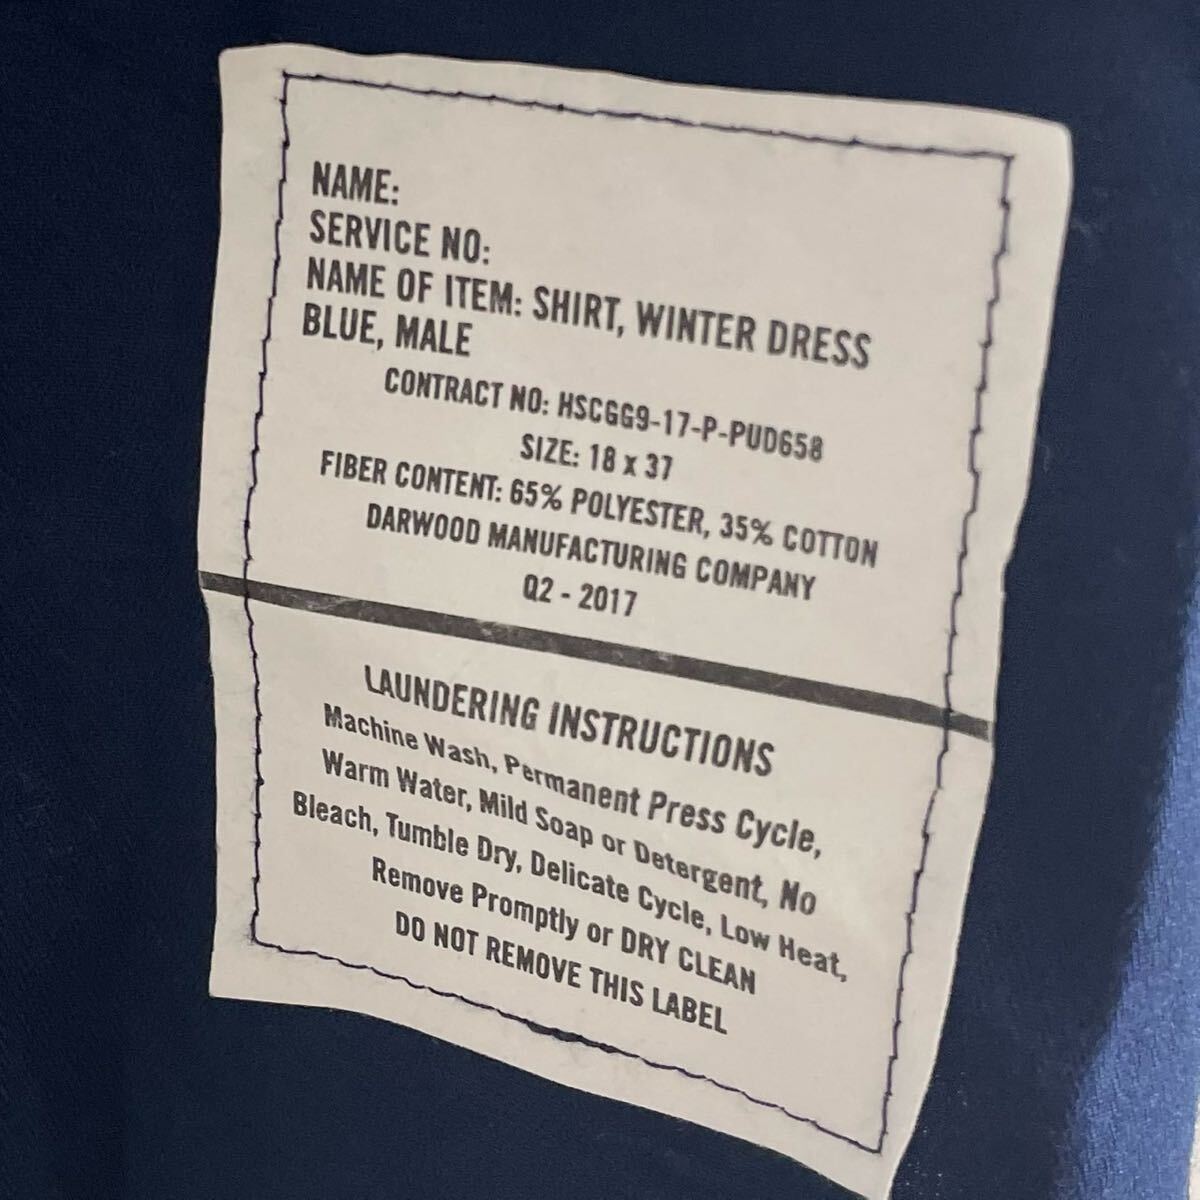 NAME:
SERVICE NO:
NAME OF ITEM: SHIRT, WINTER DRESS
BLUE, MALE
CONTRACT NO: HSCGG9-17-P-PUD658
SIZE: 18 x 37
FIBER CONTENT: 65% POLYESTER, 35% COTTON
DARWOOD MANUFACTURING COMPANY
Q2 - 2017
LAUNDERING INSTRUCTIONS
Machine Wash, Permanent Press Cycle,
Warm Water, Mild Soap or Detergent, No
Bleach, Tumble Dry, Delicate Cycle, Low Heat,
Remove Promptly or DRY CLEAN
DO NOT REMOVE THIS LABEL